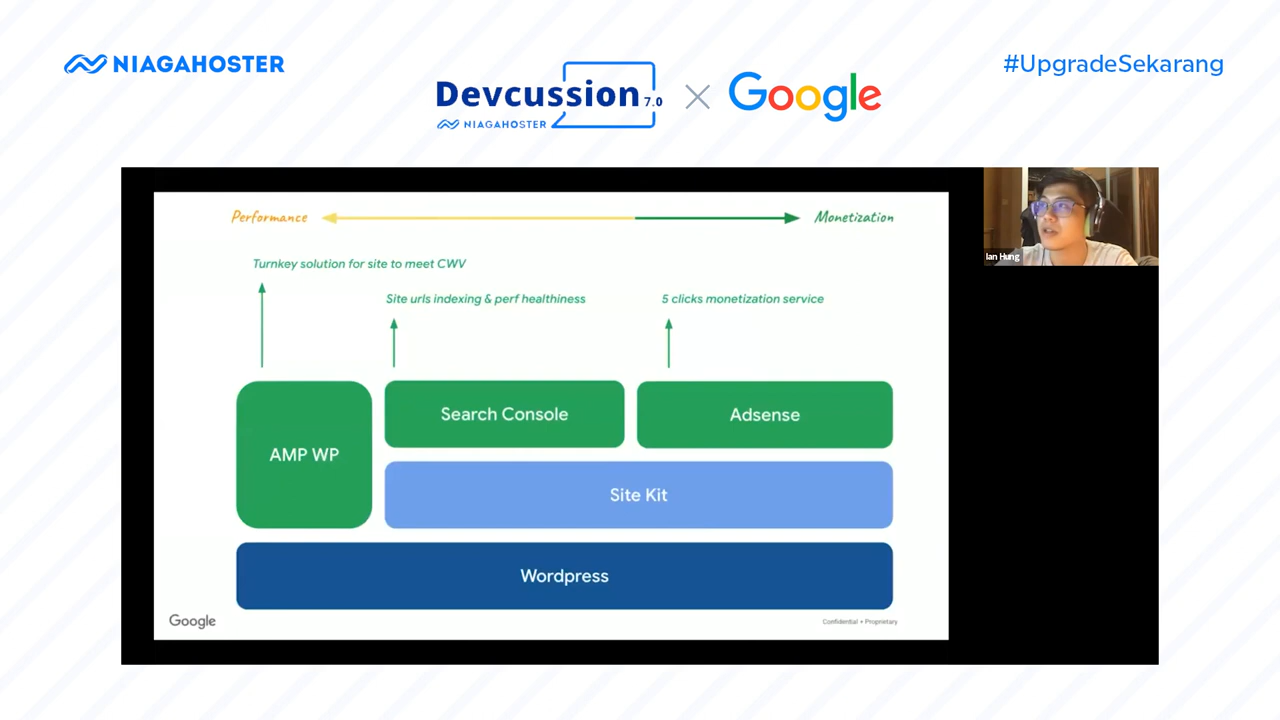 NIAGAHOSTER
Devcussion 7.0
NIAGAHOSTER
Google
#UpgradeSekarang
Performance
Monetization
Turnkey solution for site to meet CWV
Site urls indexing & perf healthiness
5 clicks monetization service
AMP WP
Search Console
Adsense
Site Kit
Wordpress
Google
Confidential + Proprietary
Ian Hung